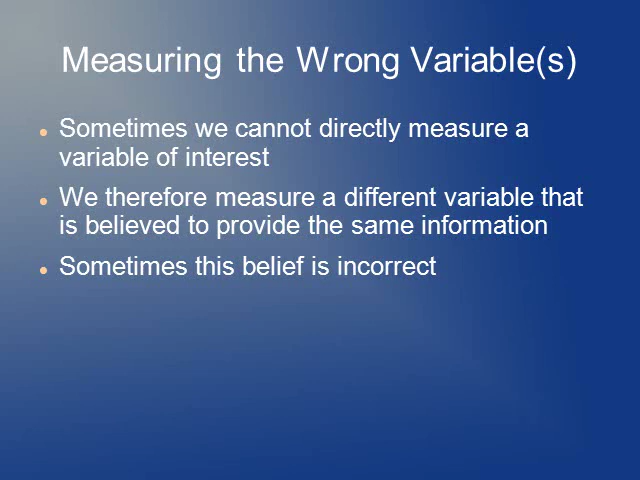 Measuring the Wrong Variable(s)
Sometimes we cannot directly measure a
variable of interest
We therefore measure a different variable that
is believed to provide the same information
Sometimes this belief is incorrect